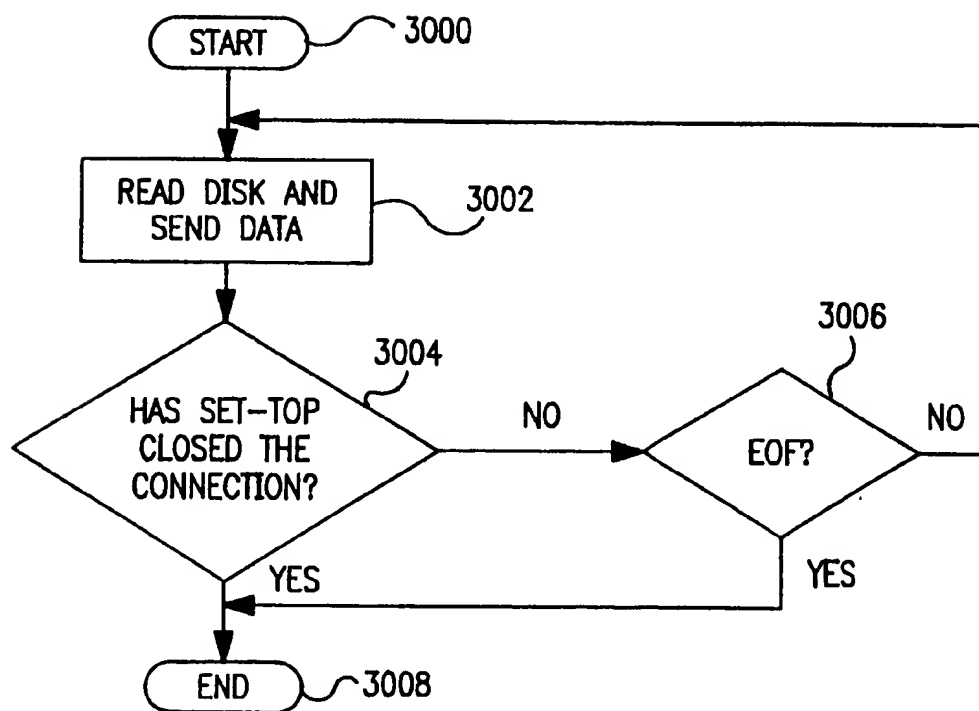 START
3000
READ DISK AND
SEND DATA
3002
HAS SET-TOP
CLOSED THE
CONNECTION?
3004
NO
EOF?
3006
NO
YES
YES
END
3008